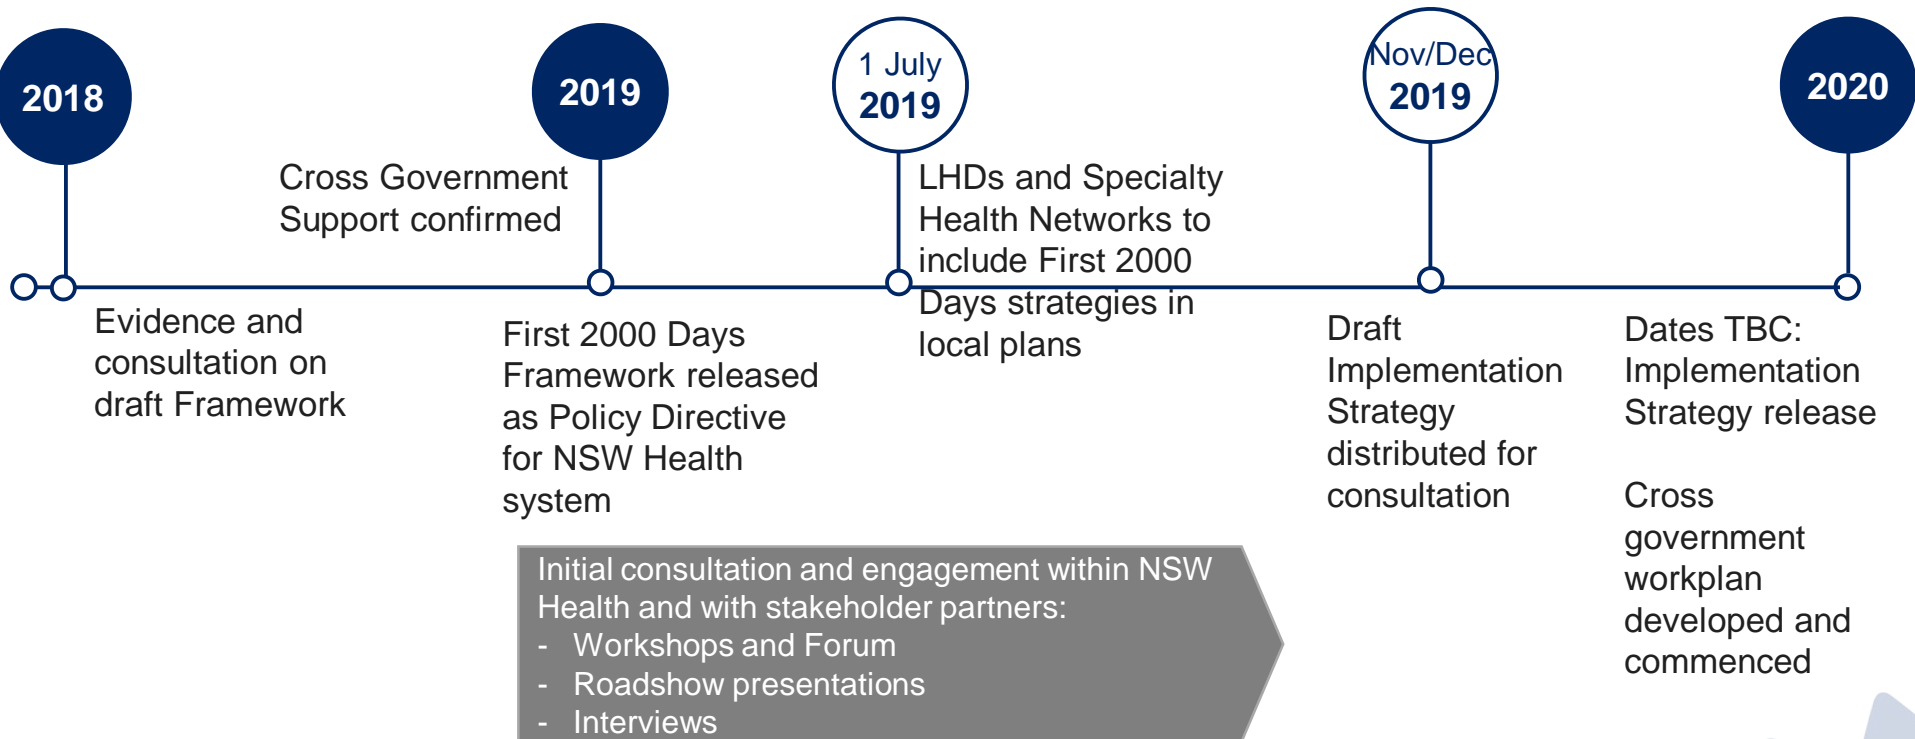 2018
2019
1 July
2019
Nov/Dec
2019
2020
Cross Government
Support confirmed
LHDs and Specialty
Health Networks to
include First 2000
Days strategies in
local plans
Evidence and
consultation on
draft Framework
First 2000 Days
Framework released
as Policy Directive
for NSW Health
system
Draft
Implementation
Strategy
distributed for
consultation
Dates TBC:
Implementation
Strategy release
Cross
government
workplan
developed and
commenced
Initial consultation and engagement within NSW
Health and with stakeholder partners:
- Workshops and Forum
- Roadshow presentations
- Interviews